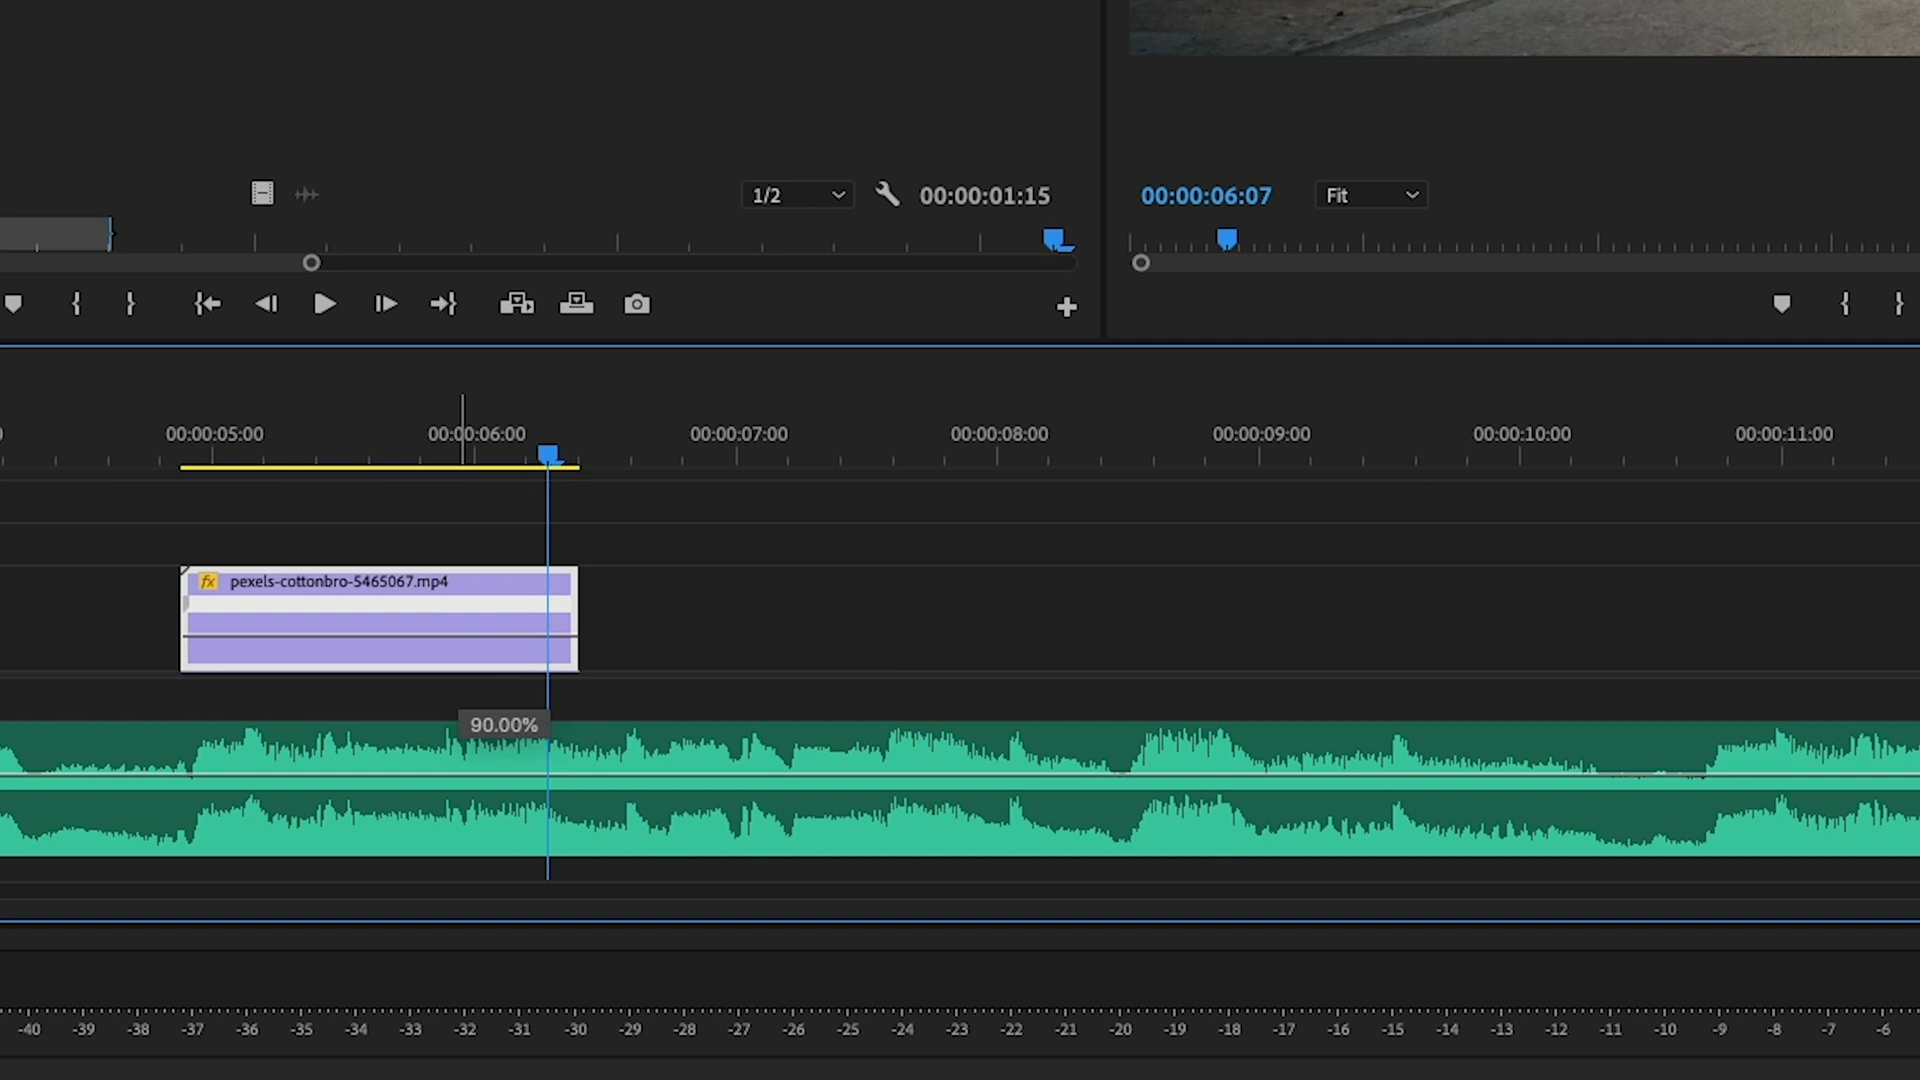 1/2
00:00:01:15
00:00:06:07
Fit
00:00:05:00 00:00:06:00 00:00:07:00 00:00:08:00 00:00:09:00 00:00:10:00 00:00:11:00
fx pexels-cottonbro-5465067.mp4
90.00%
-40 -39 -38 -37 -36 -35 -34 -33 -32 -31 -30 -29 -28 -27 -26 -25 -24 -23 -22 -21 -20 -19 -18 -17 -16 -15 -14 -13 -12 -11 -10 -9 -8 -7 -6